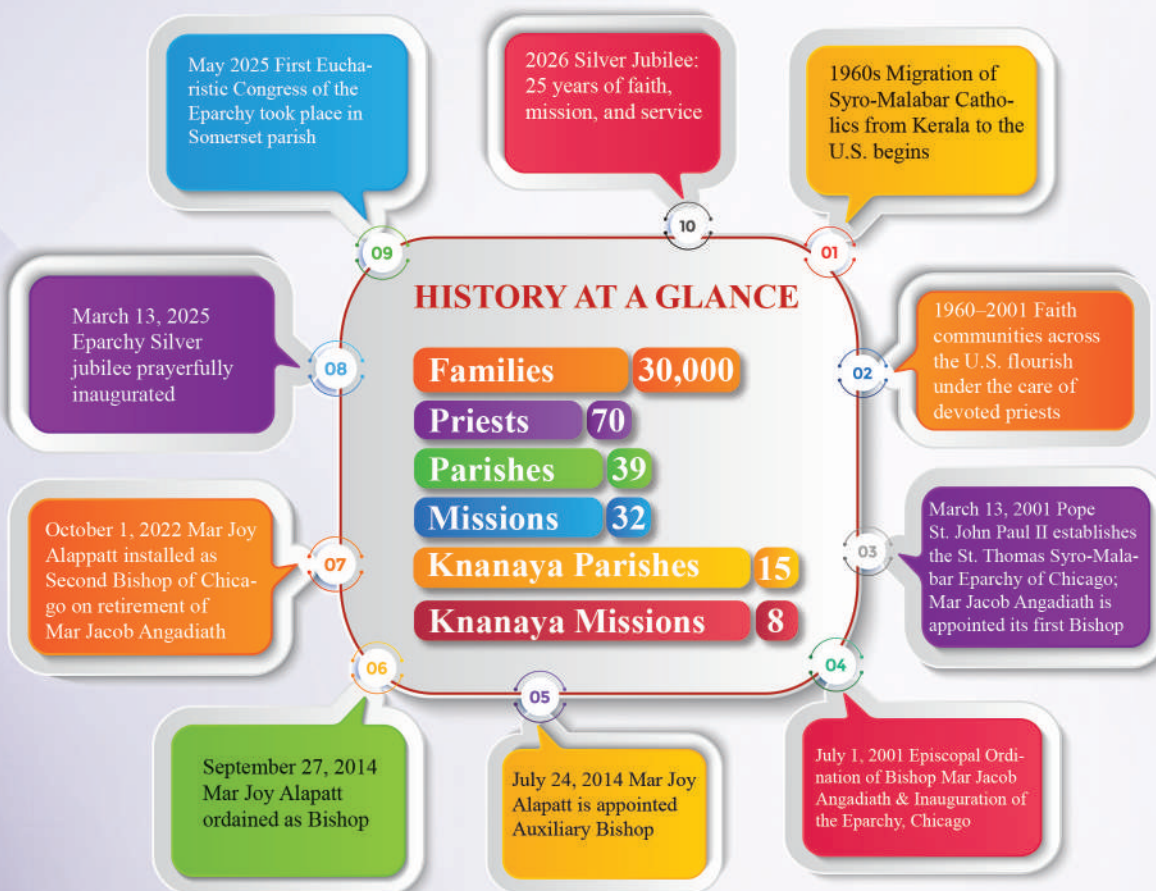 HISTORY AT A GLANCE
Families 30,000
Priests 70
Parishes 39
Missions 32
Knanaya Parishes 15
Knanaya Missions 8
01
1960s Migration of
Syro-Malabar Catho-
lics from Kerala to the
U.S. begins
02
1960–2001 Faith
communities across
the U.S. flourish
under the care of
devoted priests
03
March 13, 2001 Pope
St. John Paul II establishes
the St. Thomas Syro-Mala-
bar Eparchy of Chicago;
Mar Jacob Angadiath is
appointed its first Bishop
04
July 1, 2001 Episcopal Ordi-
nation of Bishop Mar Jacob
Angadiath & Inauguration of
the Eparchy, Chicago
05
July 24, 2014 Mar Joy
Alapatt is appointed
Auxiliary Bishop
06
September 27, 2014
Mar Joy Alapatt
ordained as Bishop
07
October 1, 2022 Mar Joy
Alappatt installed as
Second Bishop of Chica-
go on retirement of
Mar Jacob Angadiath
08
March 13, 2025
Eparchy Silver
jubilee prayerfully
inaugurated
09
May 2025 First Eucha-
ristic Congress of the
Eparchy took place in
Somerset parish
10
2026 Silver Jubilee:
25 years of faith,
mission, and service